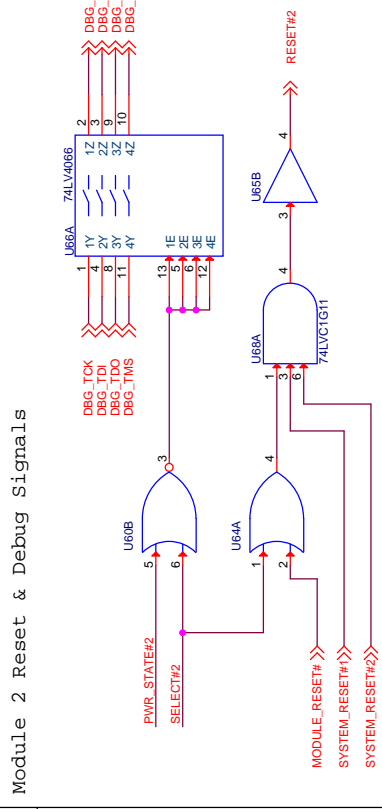 Module 2 Reset & Debug Signals
PWR_STATE#2
SELECT#2
MODULE_RESET#
SYSTEM_RESET#1
SYSTEM_RESET#2
U60B
5
6
3
U64A
1
2
4
DBG_TCK
DBG_TDI
DBG_TDO
DBG_TMS
U66A
74LV4066
1
4
8
11
1Y
2Y
3Y
4Y
1Z
2Z
3Z
4Z
2
3
9
10
13
5
6
12
1E
2E
3E
4E
DBG_
DBG_
DBG_
DBG_
U68A
74LVC1G11
1
3
6
4
U65B
3
4
RESET#2